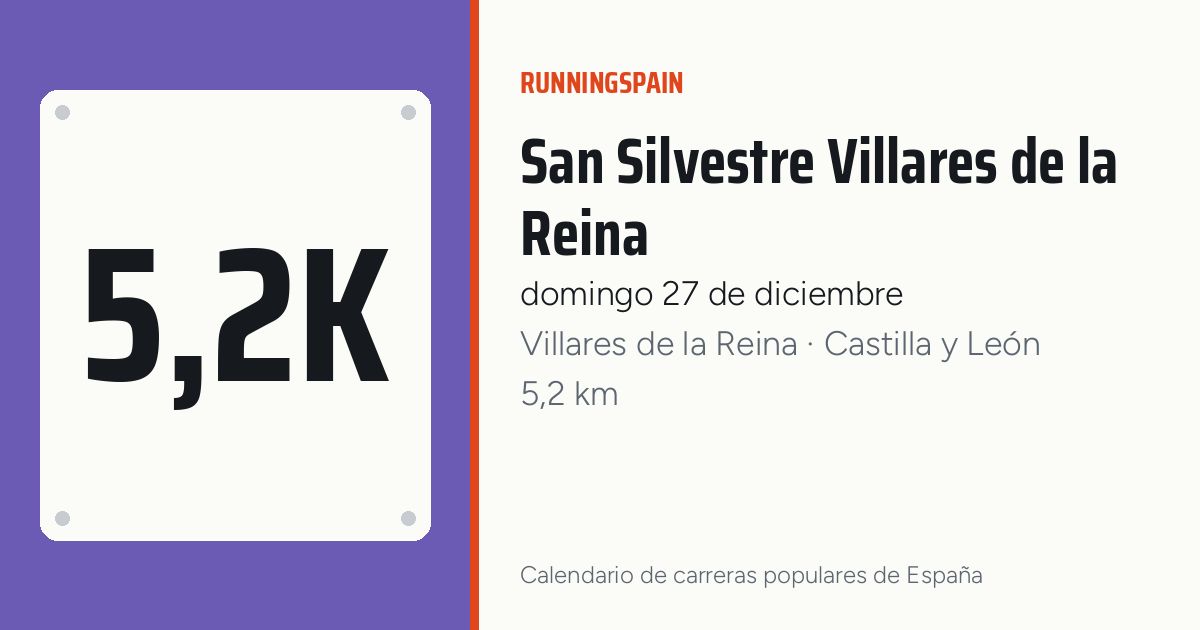 5,2K
RUNNINGSPAIN
San Silvestre Villares de la
Reina
domingo 27 de diciembre
Villares de la Reina · Castilla y León
5,2 km
Calendario de carreras populares de España